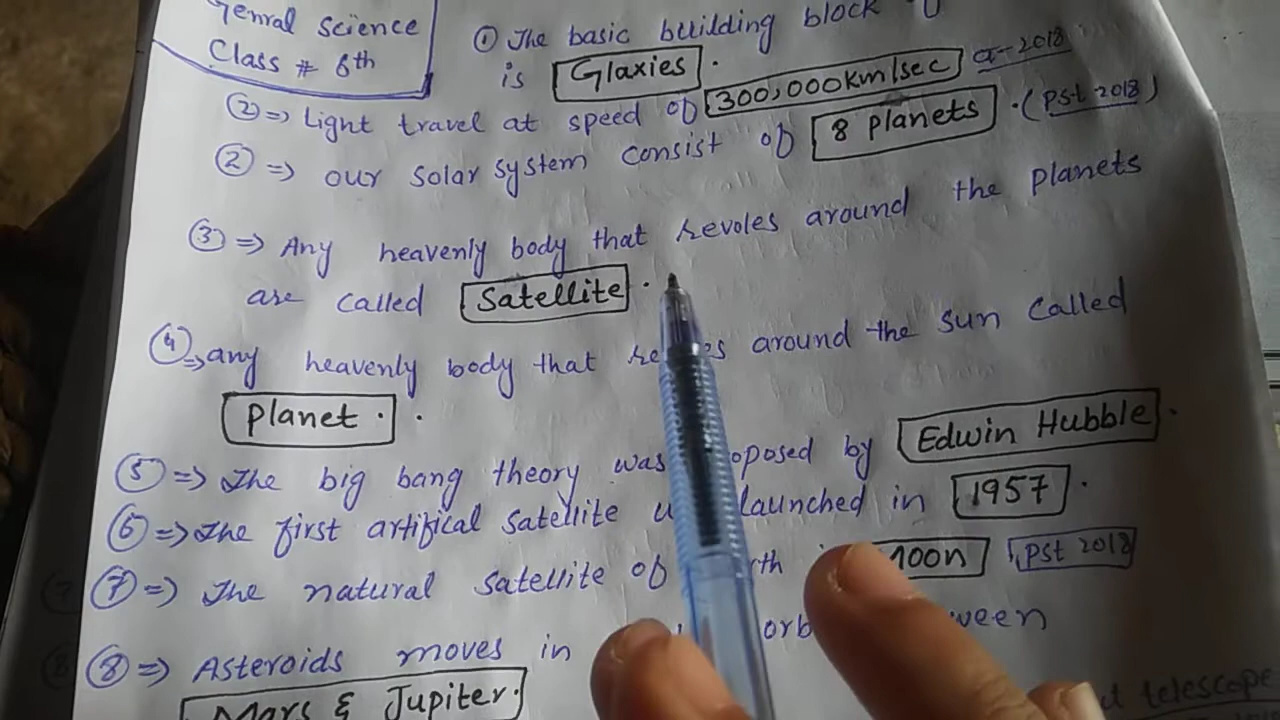 Genral Science
Class # 6th
① The basic building block of
is Glaxies.
② => Light travel at speed of 300,000km/sec 2018
② => our solar system consist of 8 planets. (Pst 2018)
③ => Any heavenly body that revoles around the planets
are called Satellite.
④ => any heavenly body that around the sun called
Planet. .
⑤ => The big bang theory was by Edwin Hubble.
⑥ => The first artifical satellite launched in 1957.
⑦ => The natural satellite of Moon Pst 2018
⑧ => Asteroids moves in
Mars & Jupiter.
telescope